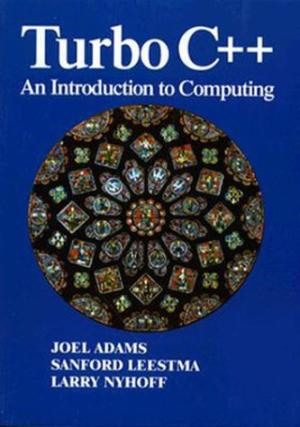 Turbo C++
An Introduction to Computing
JOEL ADAMS
SANFORD LEESTMA
LARRY NYHOFF